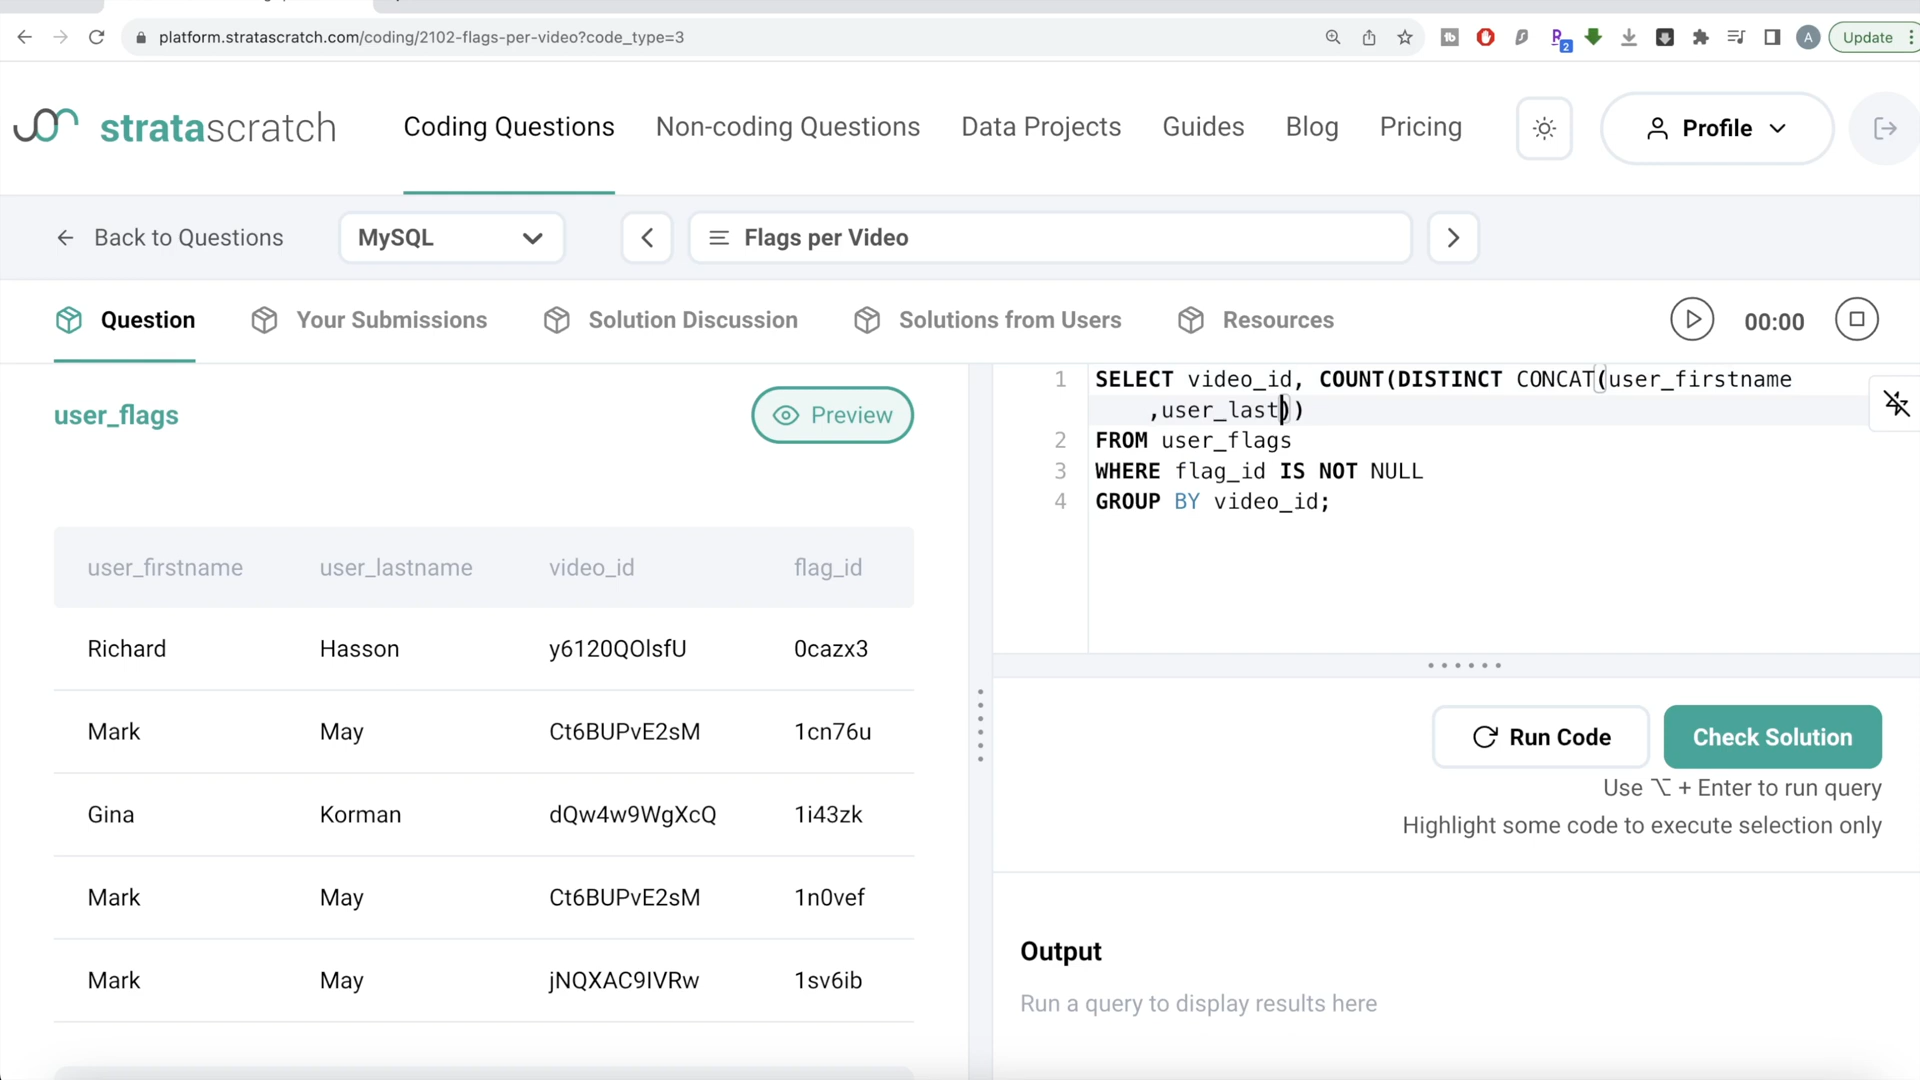 platform.stratascratch.com/coding/2102-flags-per-video?code_type=3
tb
2
A
Update
stratascratch
Coding Questions
Non-coding Questions
Data Projects
Guides
Blog
Pricing
Profile
Back to Questions
MySQL
Flags per Video
Question
Your Submissions
Solution Discussion
Solutions from Users
Resources
00:00
user_flags
Preview
user_firstname user_lastname video_id flag_id
Richard Hasson y6120QOlsfU 0cazx3
Mark May Ct6BUPvE2sM 1cn76u
Gina Korman dQw4w9WgXcQ 1i43zk
Mark May Ct6BUPvE2sM 1n0vef
Mark May jNQXAC9IVRw 1sv6ib
1 SELECT video_id, COUNT(DISTINCT CONCAT(user_firstname
,user_last))
2 FROM user_flags
3 WHERE flag_id IS NOT NULL
4 GROUP BY video_id;
Run Code
Check Solution
Use ⌥ + Enter to run query
Highlight some code to execute selection only
Output
Run a query to display results here